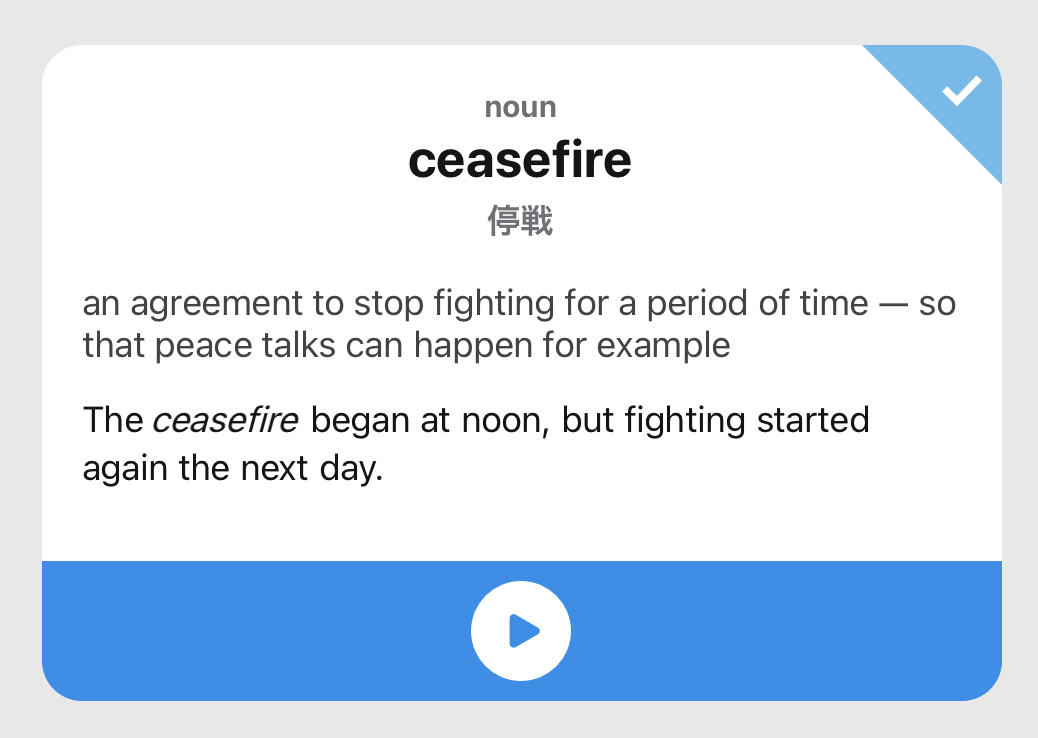 noun
ceasefire
停戦
an agreement to stop fighting for a period of time — so
that peace talks can happen for example
The ceasefire began at noon, but fighting started
again the next day.